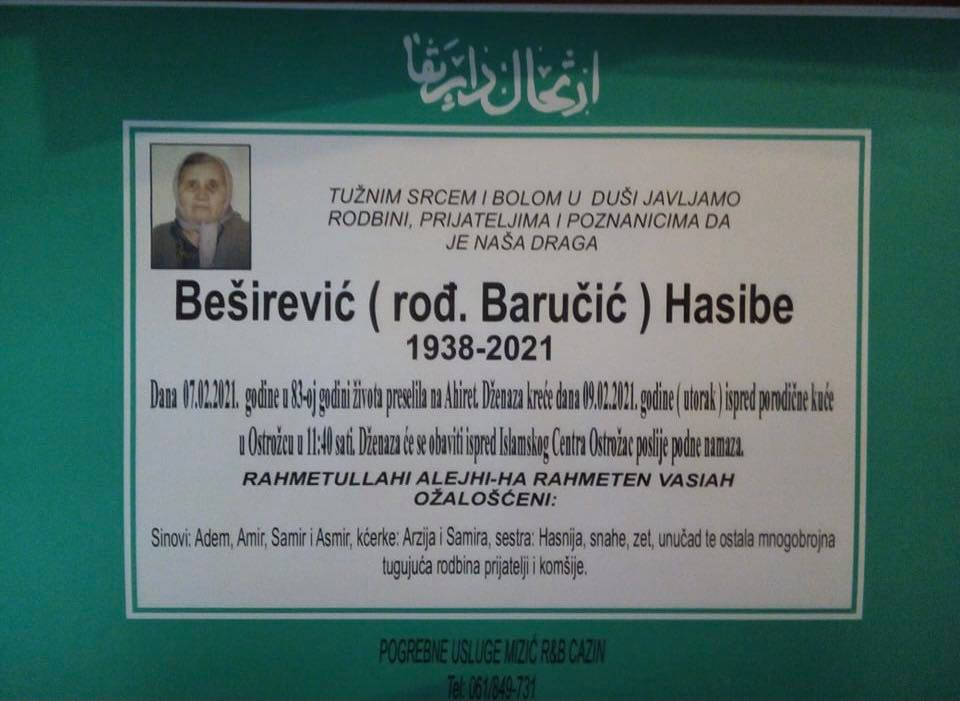 ازتحال دار بقا
TUŽNIM SRCEM I BOLOM U DUŠI JAVLJAMO
RODBINI, PRIJATELJIMA I POZNANICIMA DA
JE NAŠA DRAGA
Beširević ( rođ. Baručić ) Hasibe
1938-2021
Dana 07.02.2021. godine u 83-oj godini života preselila na Ahiret. Dženaza kreće dana 09.02.2021. godine ( utorak ) ispred porodične kuće
u Ostrožcu u 11:40 sati. Dženaza će se obaviti ispred Islamskog Centra Ostrožac poslije podne namaza.
RAHMETULLAHI ALEJHI-HA RAHMETEN VASIAH
OŽALOŠĆENI:
Sinovi: Adem, Amir, Samir i Asmir, kćerke: Arzija i Samira, sestra: Hasnija, snahe, zet, unučad te ostala mnogobrojna
tugujuća rodbina prijatelji i komšije.
POGREBNE USLUGE MIZIĆ R&B CAZIN
Tel: 061/849-731